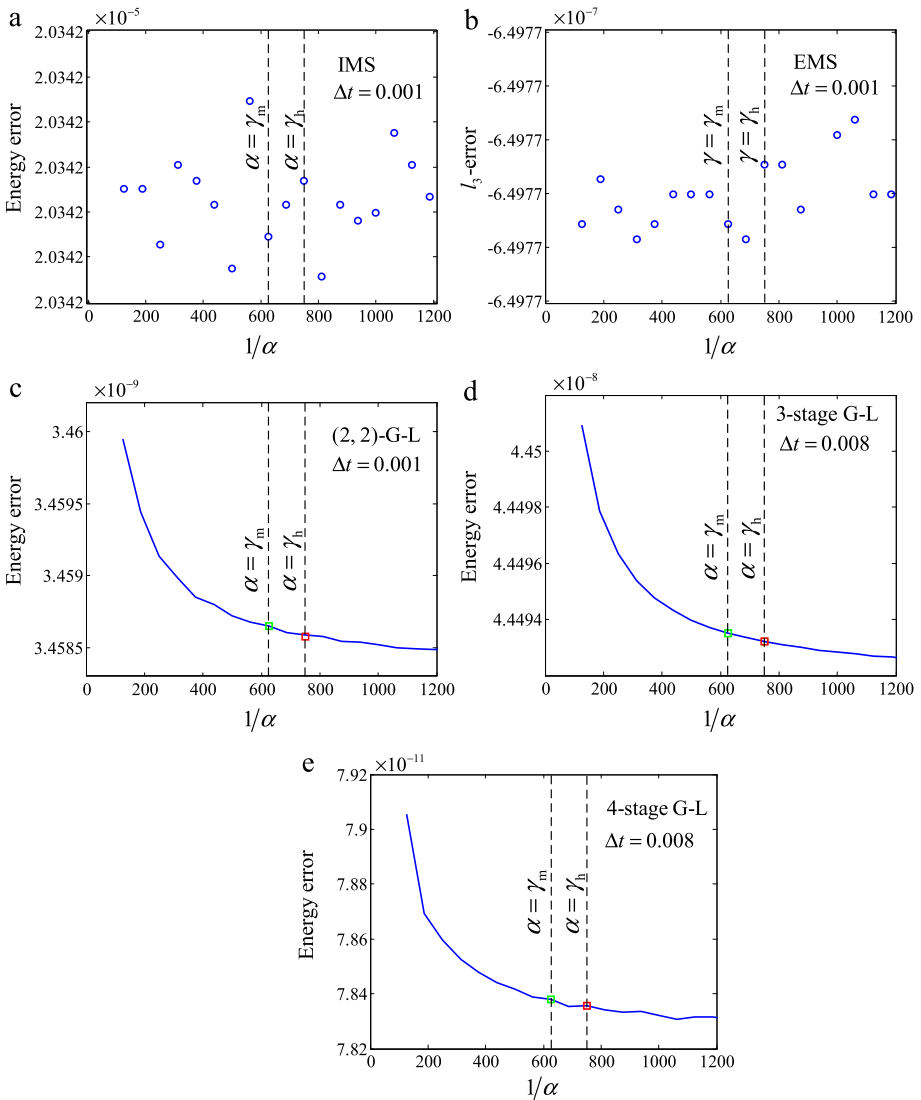 a
×10⁻⁵
2.0342
2.0342
2.0342
2.0342
2.0342
2.0342
2.0342
Energy error
IMS
Δt = 0.001
α = γm
α = γh
0 200 400 600 800 1000 1200
1/α
b
×10⁻⁷
-6.4977
-6.4977
-6.4977
-6.4977
-6.4977
-6.4977
l₃-error
EMS
Δt = 0.001
γ = γm
γ = γh
0 200 400 600 800 1000 1200
1/α
c
×10⁻⁹
3.46
3.4595
3.459
3.4585
Energy error
(2, 2)-G-L
Δt = 0.001
α = γm
α = γh
0 200 400 600 800 1000 1200
1/α
d
×10⁻⁸
4.45
4.4498
4.4496
4.4494
Energy error
3-stage G-L
Δt = 0.008
α = γm
α = γh
0 200 400 600 800 1000 1200
1/α
e
×10⁻¹¹
7.92
7.9
7.88
7.86
7.84
7.82
Energy error
4-stage G-L
Δt = 0.008
α = γm
α = γh
0 200 400 600 800 1000 1200
1/α